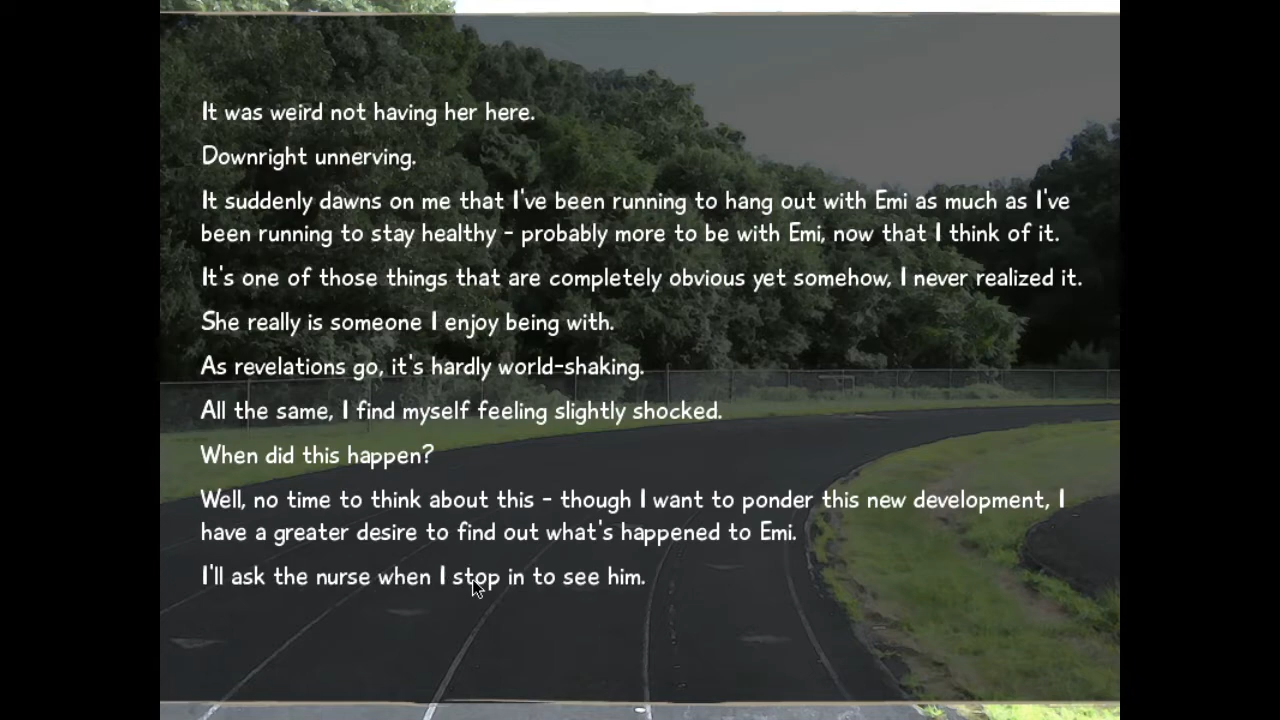 It was weird not having her here.
Downright unnerving.
It suddenly dawns on me that I've been running to hang out with Emi as much as I've
been running to stay healthy - probably more to be with Emi, now that I think of it.
It's one of those things that are completely obvious yet somehow, I never realized it.
She really is someone I enjoy being with.
As revelations go, it's hardly world-shaking.
All the same, I find myself feeling slightly shocked.
When did this happen?
Well, no time to think about this - though I want to ponder this new development, I
have a greater desire to find out what's happened to Emi.
I'll ask the nurse when I stop in to see him.